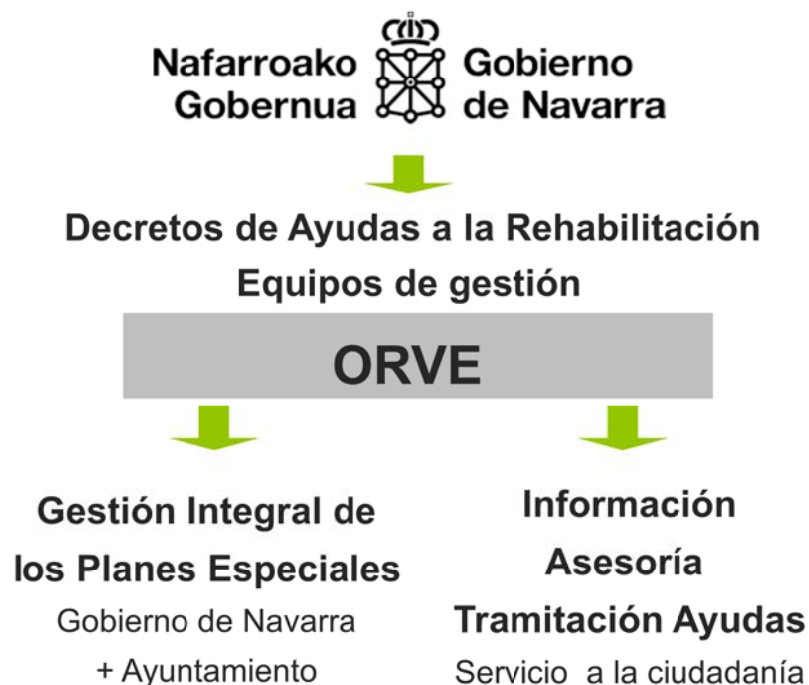 Nafarroako
Gobernua
Gobierno
de Navarra
Decretos de Ayudas a la Rehabilitación
Equipos de gestión
ORVE
Gestión Integral de
los Planes Especiales
Gobierno de Navarra
+ Ayuntamiento
Información
Asesoría
Tramitación Ayudas
Servicio a la ciudadanía